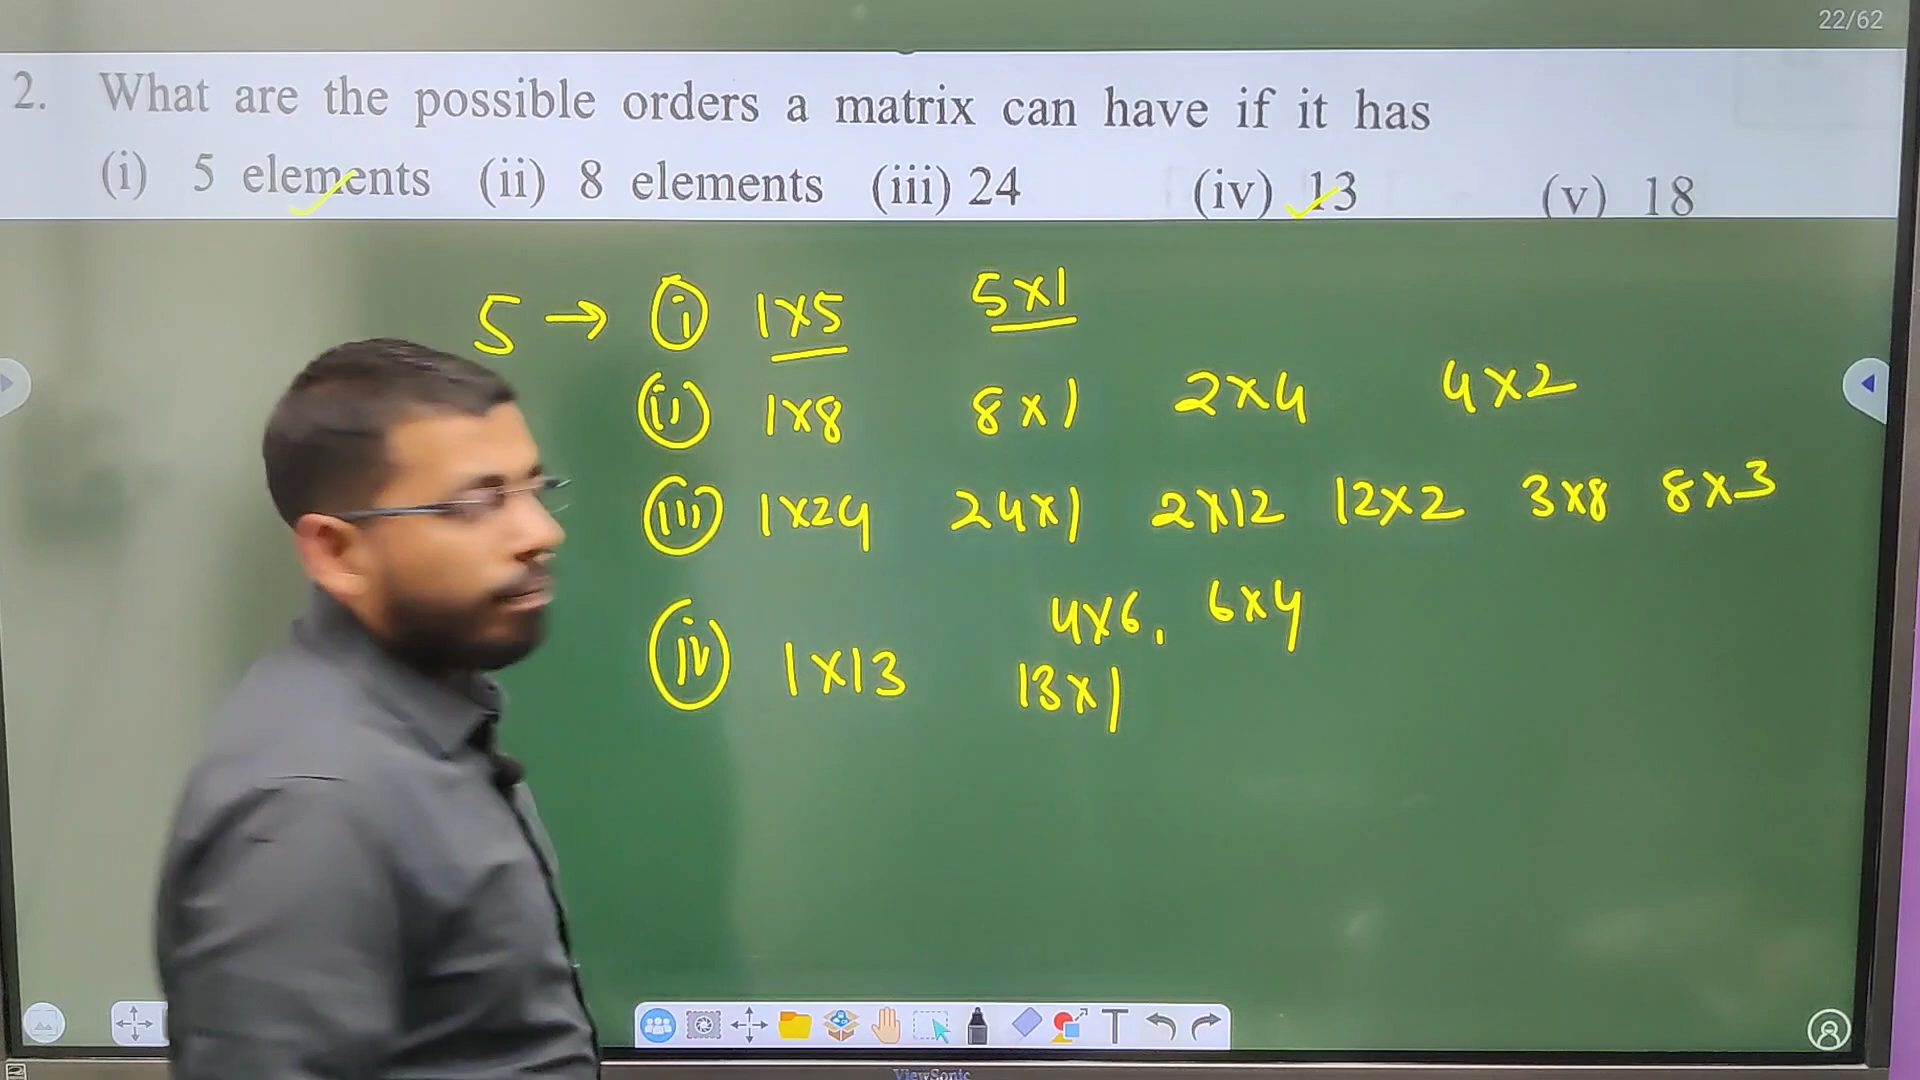 22/62
2. What are the possible orders a matrix can have if it has
(i) 5 elements (ii) 8 elements (iii) 24 (iv) 13 (v) 18
5 → (i) 1×5 5×1
(ii) 1×8 8×1 2×4 4×2
(iii) 1×24 24×1 2×12 12×2 3×8 8×3
4×6, 6×4
(iv) 1×13 13×1
T
ViewSonic